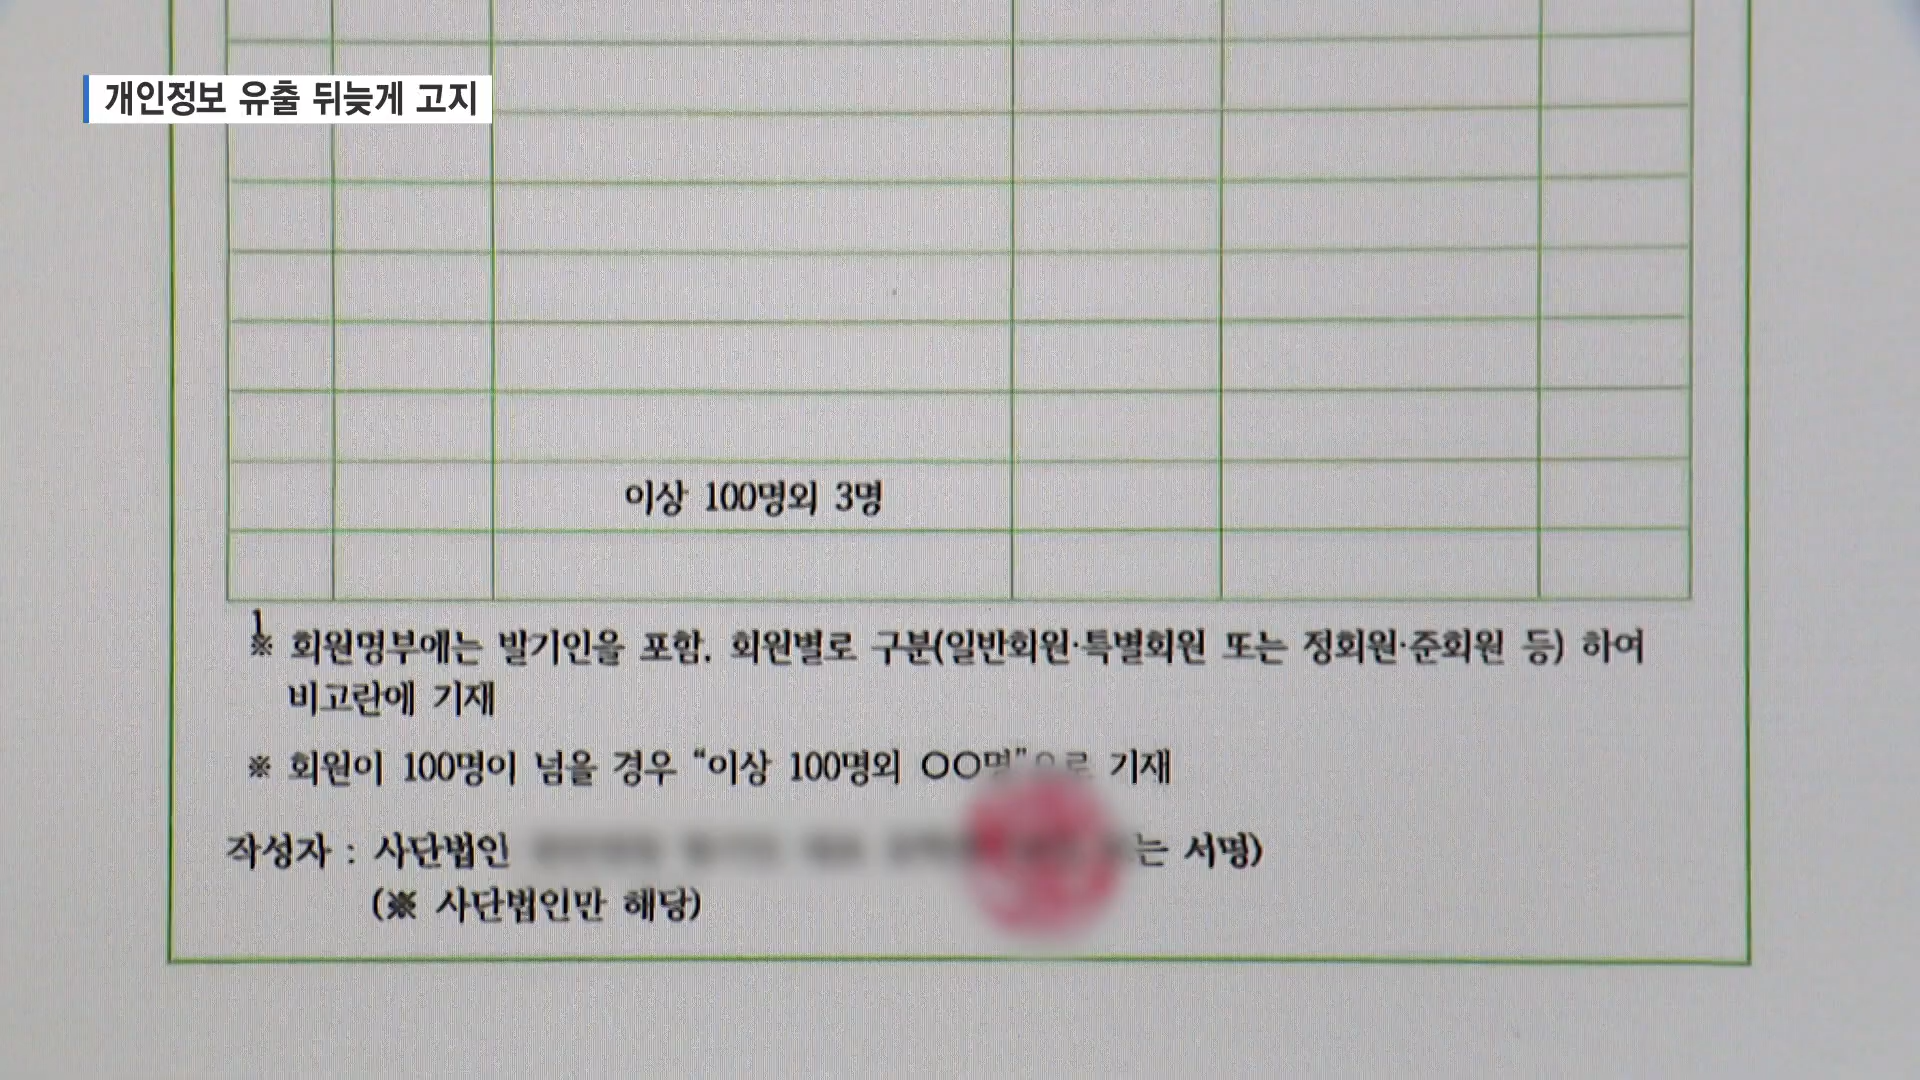 개인정보 유출 뒤늦게 고지
이상 100명외 3명
1
※ 회원명부에는 발기인을 포함. 회원별로 구분(일반회원·특별회원 또는 정회원·준회원 등) 하여
비고란에 기재
※ 회원이 100명이 넘을 경우 “이상 100명외 〇〇명”으로 기재
작성자 : 사단법인 는 서명)
(※ 사단법인만 해당)